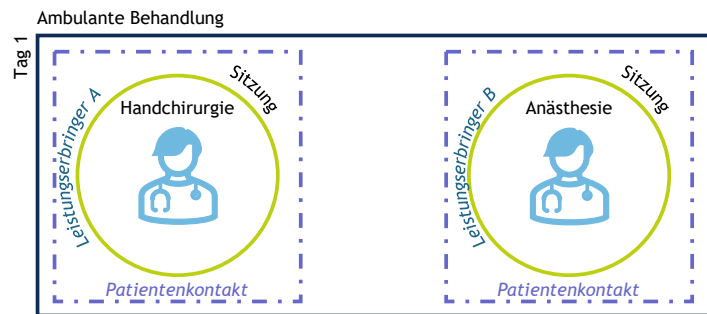 Ambulante Behandlung
Tag 1
Sitzung
Leistungserbringer A
Handchirurgie
Patientenkontakt
Sitzung
Leistungserbringer B
Anästhesie
Patientenkontakt